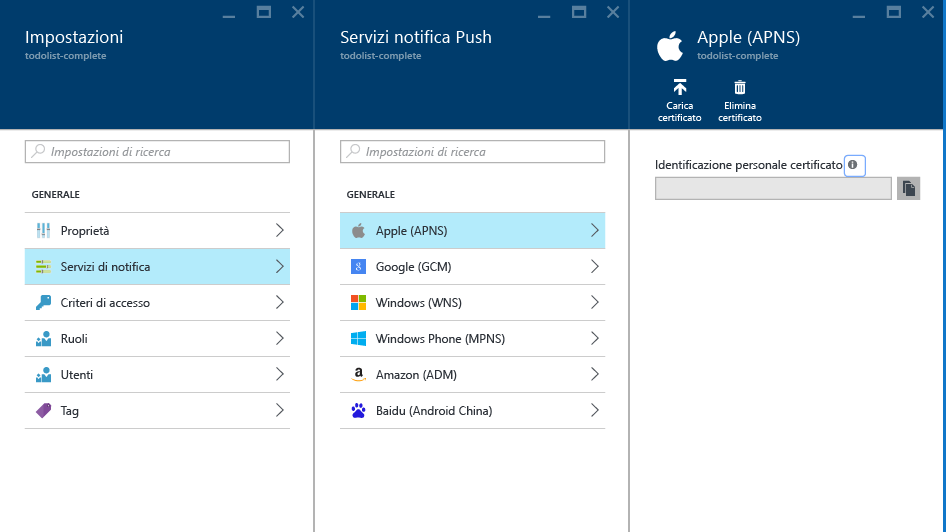 Impostazioni
todolist-complete
Impostazioni di ricerca
GENERALE
Proprietà
Servizi di notifica
Criteri di accesso
Ruoli
Utenti
Tag
Servizi notifica Push
todolist-complete
Impostazioni di ricerca
GENERALE
Apple (APNS)
Google (GCM)
Windows (WNS)
Windows Phone (MPNS)
Amazon (ADM)
Baidu (Android China)
Apple (APNS)
todolist-complete
Carica
certificato
Elimina
certificato
Identificazione personale certificato